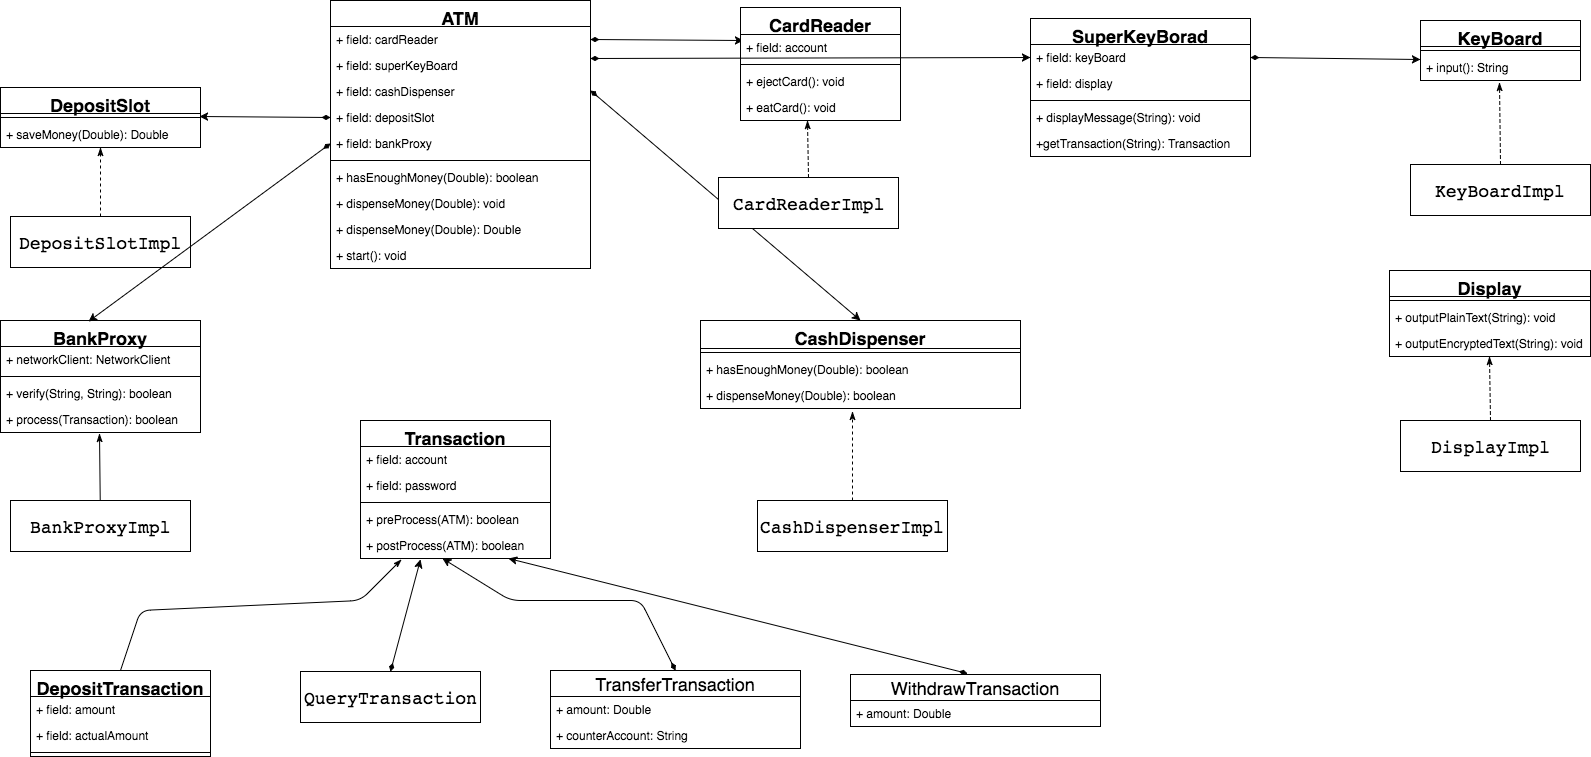 ATM
+ field: cardReader
+ field: superKeyBoard
+ field: cashDispenser
+ field: depositSlot
+ field: bankProxy
+ hasEnoughMoney(Double): boolean
+ dispenseMoney(Double): void
+ dispenseMoney(Double): Double
+ start(): void
CardReader
+ field: account
+ ejectCard(): void
+ eatCard(): void
CardReaderImpl
SuperKeyBorad
+ field: keyBoard
+ field: display
+ displayMessage(String): void
+getTransaction(String): Transaction
KeyBoard
+ input(): String
KeyBoardImpl
DepositSlot
+ saveMoney(Double): Double
DepositSlotImpl
Display
+ outputPlainText(String): void
+ outputEncryptedText(String): void
DisplayImpl
BankProxy
+ networkClient: NetworkClient
+ verify(String, String): boolean
+ process(Transaction): boolean
BankProxyImpl
CashDispenser
+ hasEnoughMoney(Double): boolean
+ dispenseMoney(Double): boolean
CashDispenserImpl
Transaction
+ field: account
+ field: password
+ preProcess(ATM): boolean
+ postProcess(ATM): boolean
DepositTransaction
+ field: amount
+ field: actualAmount
QueryTransaction
TransferTransaction
+ amount: Double
+ counterAccount: String
WithdrawTransaction
+ amount: Double